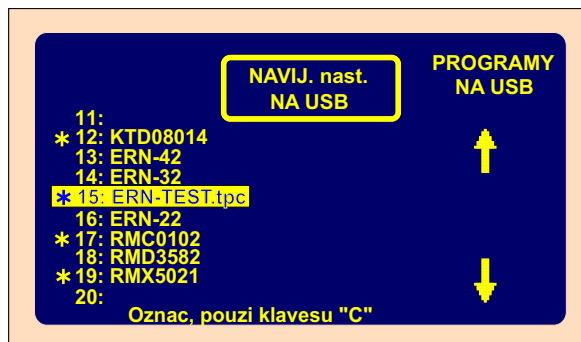 NAVIJ. nast.
NA USB
PROGRAMY
NA USB
11:
* 12: KTD08014
13: ERN-42
14: ERN-32
* 15: ERN-TEST.tpc
16: ERN-22
* 17: RMC0102
18: RMD3582
* 19: RMX5021
20:
Oznac, pouzi klavesu "C"